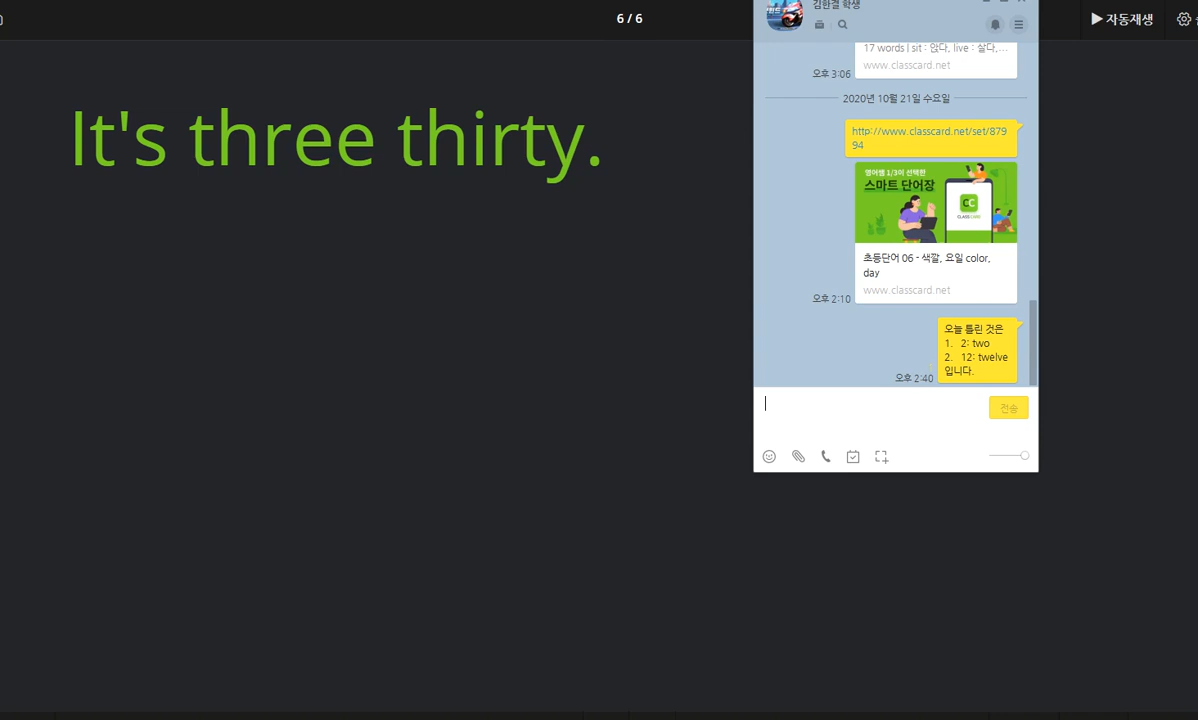 6 / 6
▶ 자동재생
It's three thirty.
김한결 학생
17 words | sit : 앉다, live : 살다,...
www.classcard.net
오후 3:06
2020년 10월 21일 수요일
http://www.classcard.net/set/879
94
영어쌤 1/3이 선택한
스마트 단어장
CC
CLASS CARD
초등단어 06 - 색깔, 요일 color,
day
www.classcard.net
오후 2:10
오늘 틀린 것은
1. 2: two
2. 12: twelve
입니다.
오후 2:40
전송